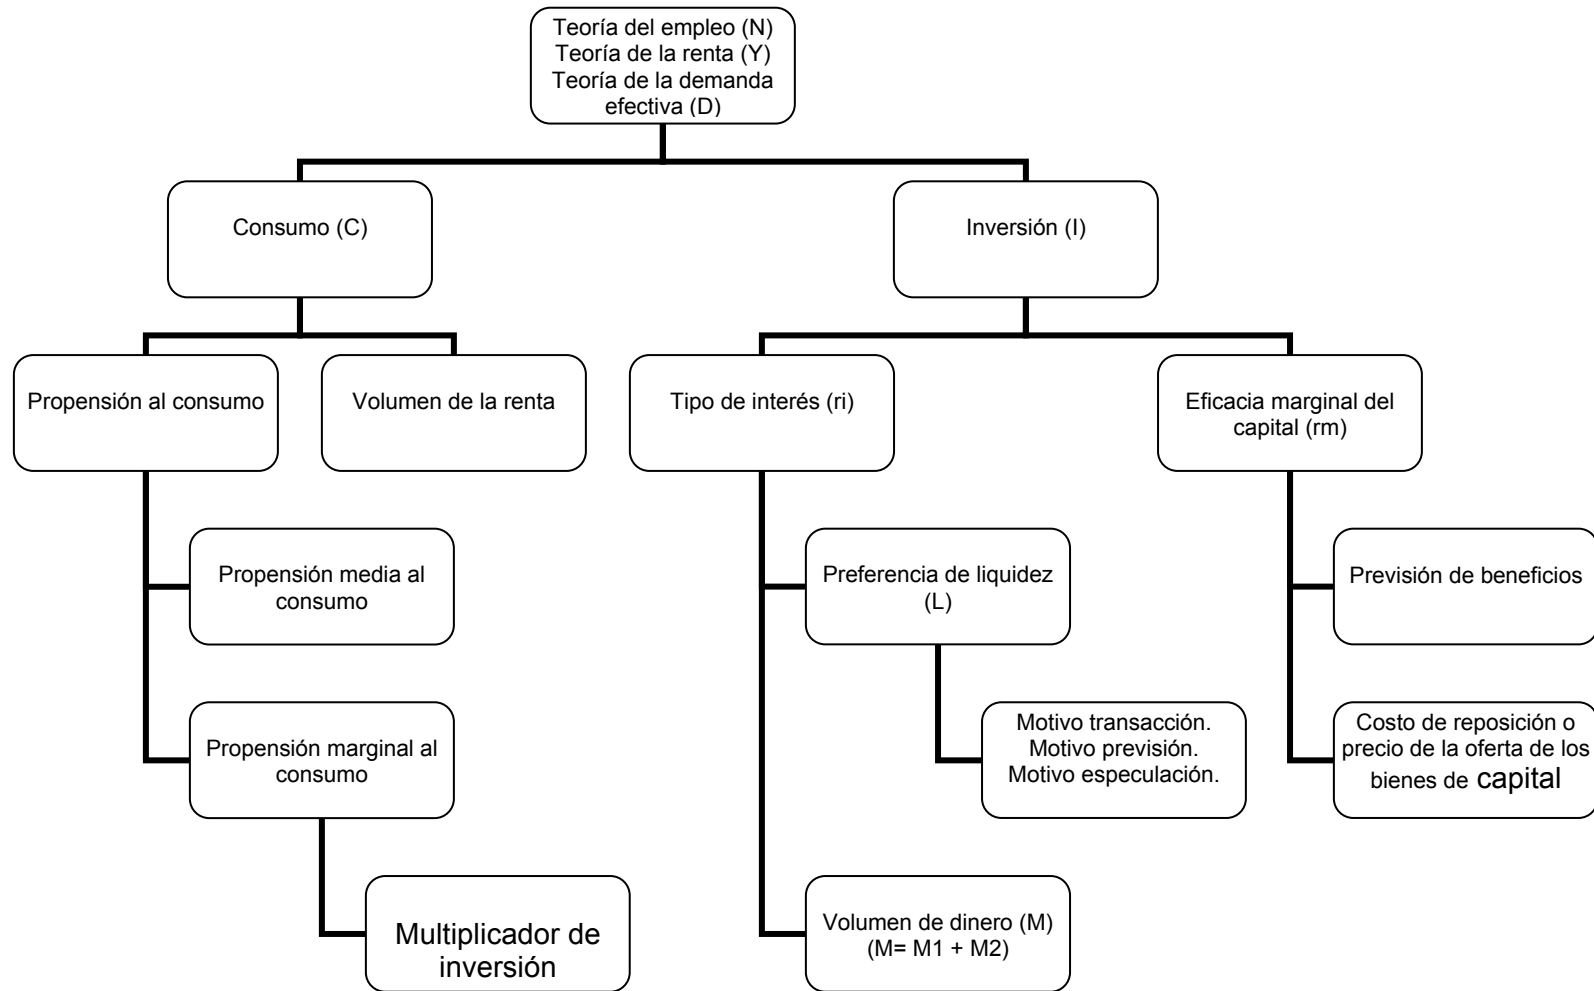 Teoría del empleo (N)
Teoría de la renta (Y)
Teoría de la demanda
efectiva (D)
Consumo (C)
Inversión (I)
Propensión al consumo
Volumen de la renta
Tipo de interés (ri)
Eficacia marginal del
capital (rm)
Propensión media al
consumo
Preferencia de liquidez
(L)
Previsión de beneficios
Propensión marginal al
consumo
Motivo transacción.
Motivo previsión.
Motivo especulación.
Costo de reposición o
precio de la oferta de los
bienes de capital
Multiplicador de
inversión
Volumen de dinero (M)
(M= M1 + M2)